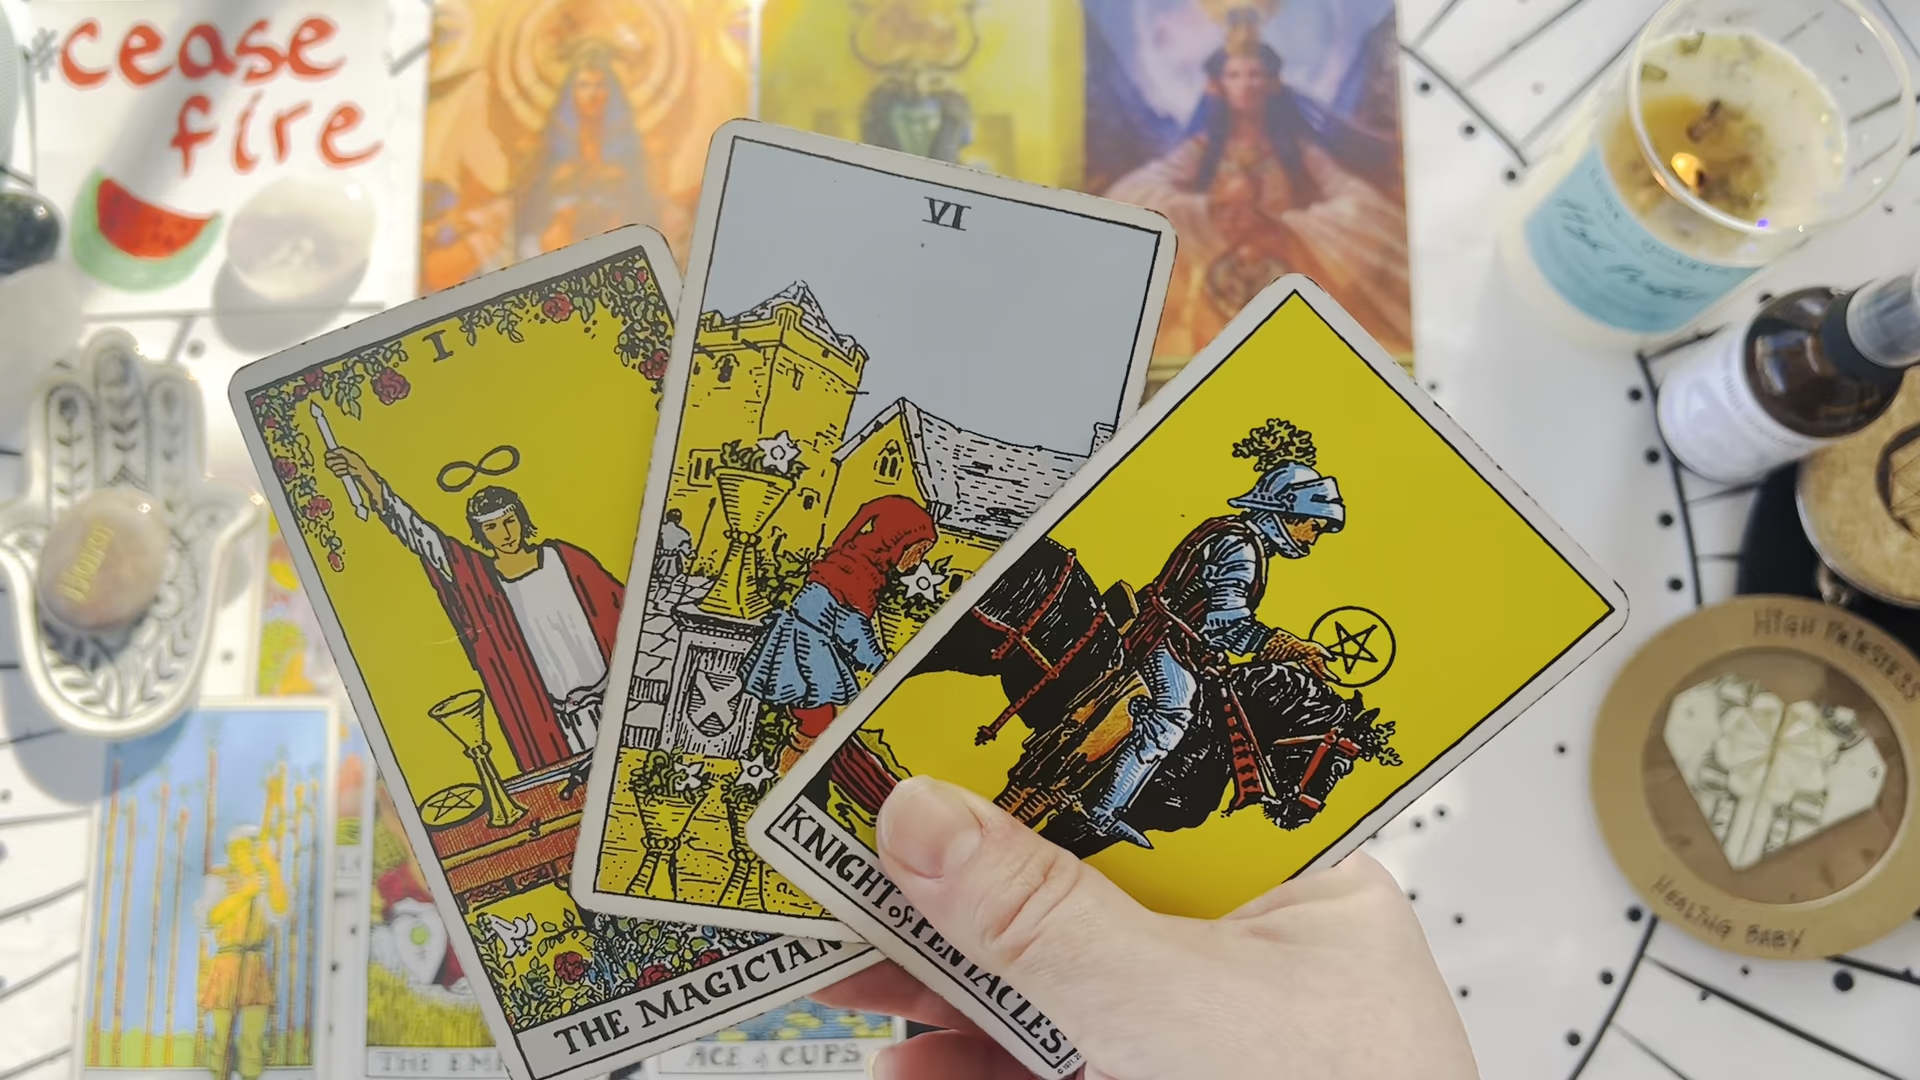 *cease
fire
I
VI
THE MAGICIAN
KNIGHT of PENTACLES.
THE EM
ACE of CUPS
HIGH PRIESTESS
HEALING BABY